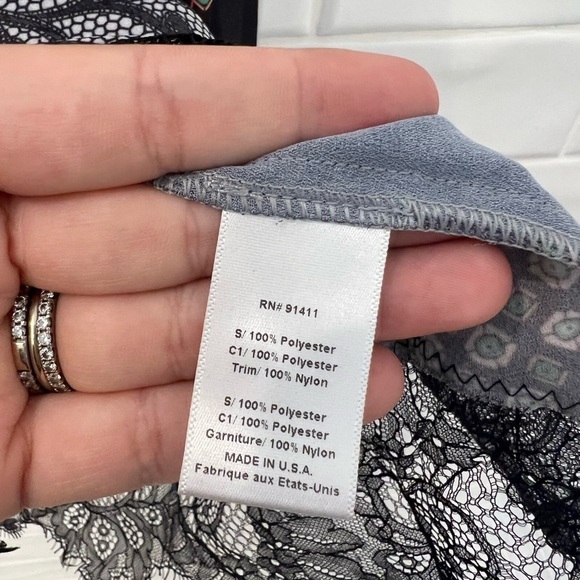 RN# 91411
S/ 100% Polyester
C1/ 100% Polyester
Trim/ 100% Nylon
S/ 100% Polyester
C1/ 100% Polyester
Garniture/ 100% Nylon
MADE IN U.S.A.
Fabrique aux Etats-Unis